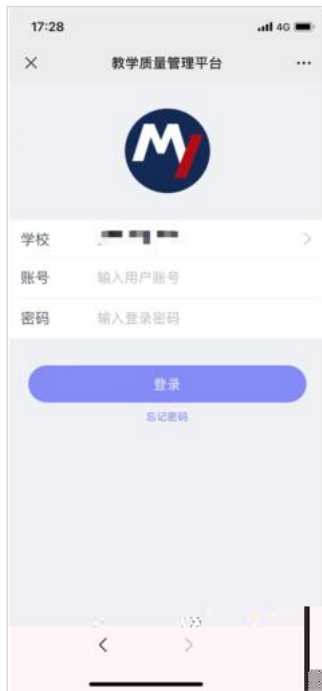 17:28 4G
教学质量管理平台
学校
账号 输入用户账号
密码 输入登录密码
登录
忘记密码